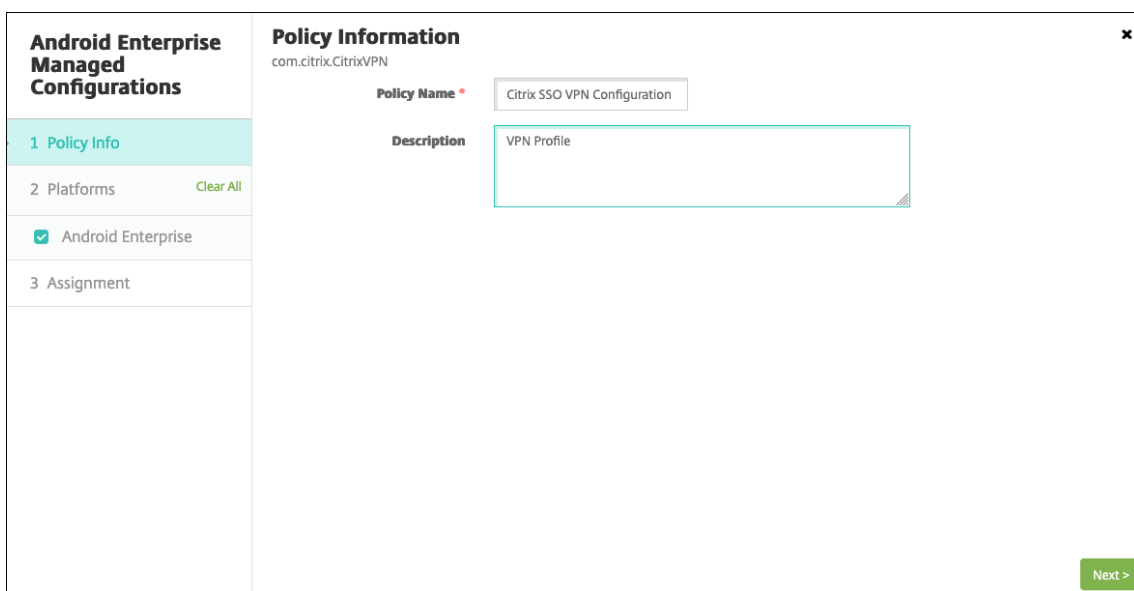 Android Enterprise
Managed
Configurations
1 Policy Info
2 Platforms
Clear All
Android Enterprise
3 Assignment
Policy Information
com.citrix.CitrixVPN
Policy Name *
Citrix SSO VPN Configuration
Description
VPN Profile
Next >